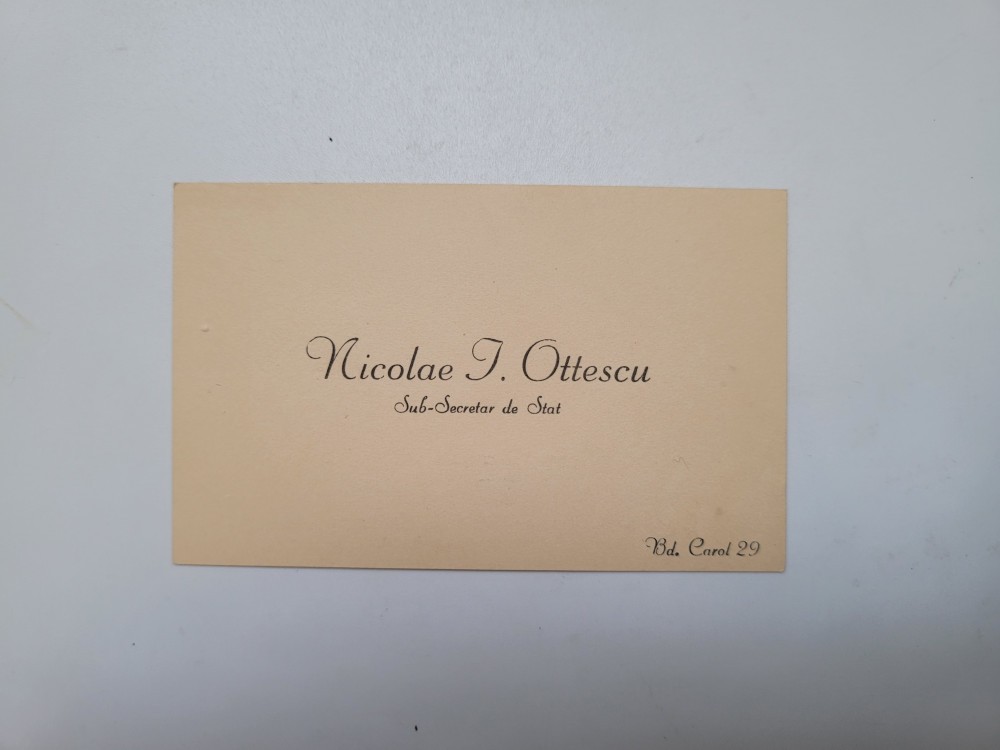 Nicolae I. Ottescu
Sub-Secretar de Stat
Bd. Carol 29